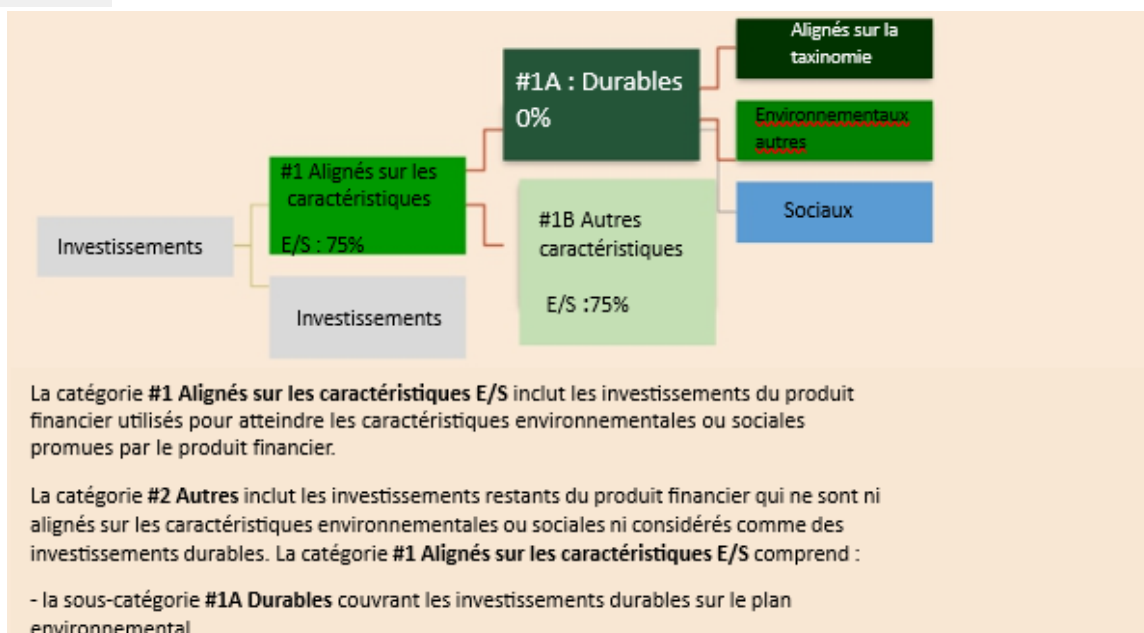 Alignés sur la
taxinomie
#1A : Durables
0%
Environnementaux
autres
#1 Alignés sur les
caractéristiques
E/S : 75%
Sociaux
#1B Autres
caractéristiques
E/S :75%
Investissements
Investissements
La catégorie #1 Alignés sur les caractéristiques E/S inclut les investissements du produit
financier utilisés pour atteindre les caractéristiques environnementales ou sociales
promues par le produit financier.
La catégorie #2 Autres inclut les investissements restants du produit financier qui ne sont ni
alignés sur les caractéristiques environnementales ou sociales ni considérés comme des
investissements durables. La catégorie #1 Alignés sur les caractéristiques E/S comprend :
- la sous-catégorie #1A Durables couvrant les investissements durables sur le plan
environnemental